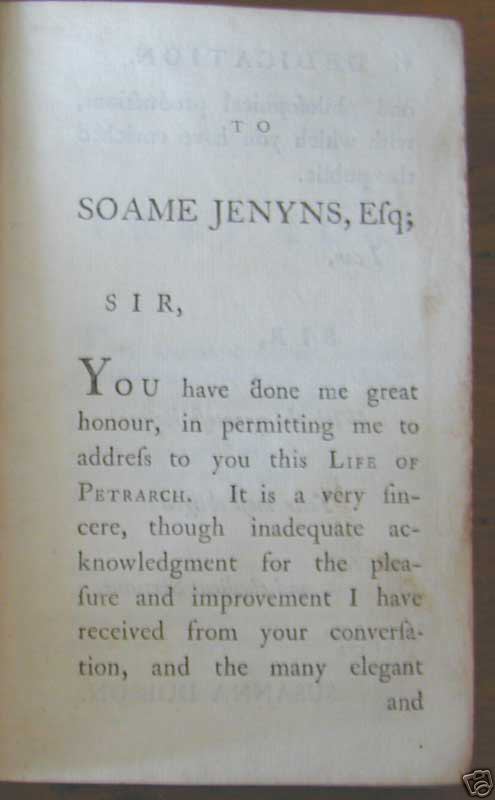 TO
SOAME JENYNS, Eſq;
SIR,
YOU have done me great
honour, in permitting me to
addreſs to you this LIFE OF
PETRARCH. It is a very ſin-
cere, though inadequate ac-
knowledgment for the plea-
ſure and improvement I have
received from your converſa-
tion, and the many elegant
and